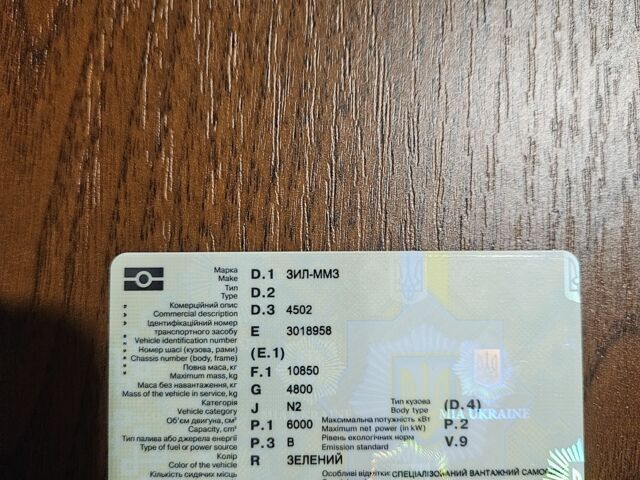 Марка
Make D.1 ЗИЛ-ММЗ
Тип
Type D.2
Комерційний опис
Commercial description D.3 4502
Ідентифікаційний номер
транспортного засобу
Vehicle identification number E 3018958
Номер шасі (кузова, рами)
Chassis number (body, frame) (E.1)
Повна маса, кг
Maximum mass, kg F.1 10850
Маса без навантаження, кг
Mass of the vehicle in service, kg G 4800
Категорія
Vehicle category J N2
Тип кузова
Body type (D.4)
Об'єм двигуна, см³
Capacity, cm³ P.1 6000
Максимальна потужність кВт
Maximum net power (in kW) P.2
Тип палива або джерела енергії
Type of fuel or power source P.3 B
Рівень екологічних норм
Emission standard V.9
Колір
Color of the vehicle R ЗЕЛЕНИЙ
Кількість сидячих місць
Особливі відмітки: СПЕЦІАЛІЗОВАНИЙ ВАНТАЖНИЙ
MIA UKRAINE